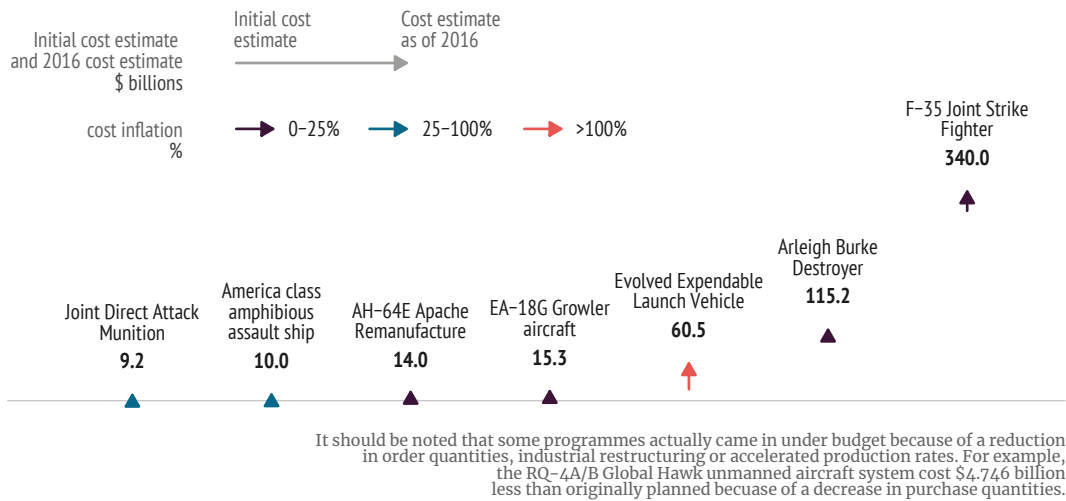 Initial cost estimate
and 2016 cost estimate
$ billions
Initial cost
estimate
Cost estimate
as of 2016
cost inflation
%
0–25%
25–100%
>100%
Joint Direct Attack
Munition
9.2
America class
amphibious
assault ship
10.0
AH–64E Apache
Remanufacture
14.0
EA–18G Growler
aircraft
15.3
Evolved Expendable
Launch Vehicle
60.5
Arleigh Burke
Destroyer
115.2
F–35 Joint Strike
Fighter
340.0
It should be noted that some programmes actually came in under budget because of a reduction
in order quantities, industrial restructuring or accelerated production rates. For example,
the RQ-4A/B Global Hawk unmanned aircraft system cost $4.746 billion
less than originally planned becuase of a decrease in purchase quantities.